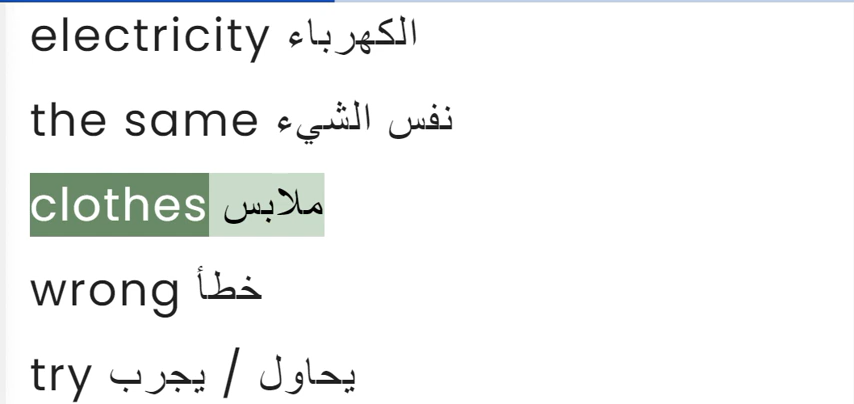 electricity الكهرباء
the same نفس الشيء
clothes ملابس
wrong خطأ
try يحاول / يجرب